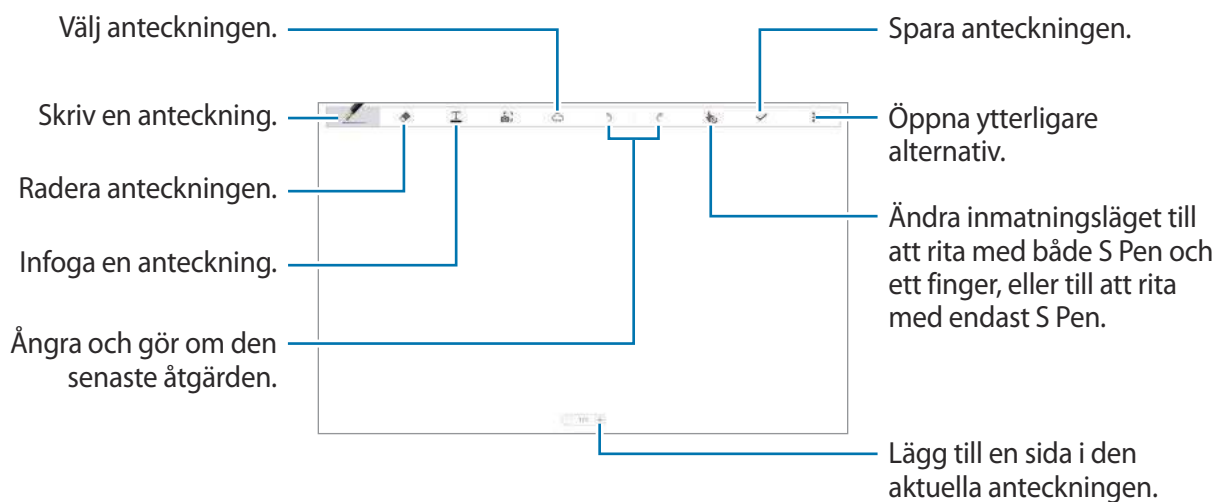 Välj anteckningen.
Skriv en anteckning.
Radera anteckningen.
Infoga en anteckning.
Ångra och gör om den
senaste åtgärden.
Spara anteckningen.
Öppna ytterligare
alternativ.
Ändra inmatningsläget till
att rita med både S Pen och
ett finger, eller till att rita
med endast S Pen.
Lägg till en sida i den
aktuella anteckningen.